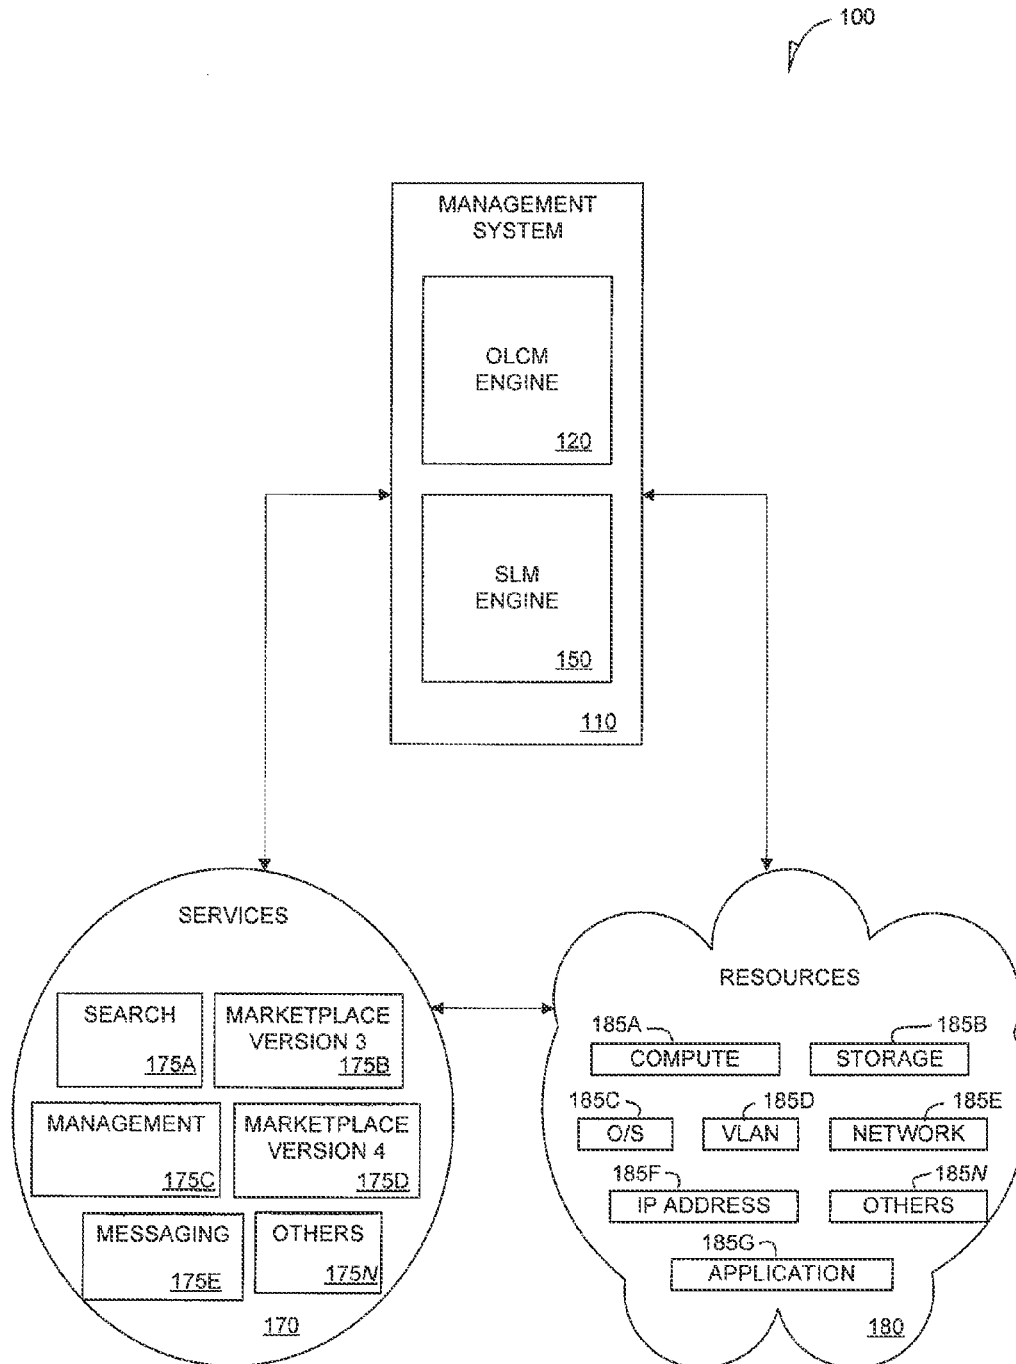 100
MANAGEMENT
SYSTEM
OLCM
ENGINE
120
SLM
ENGINE
150
110
SERVICES
SEARCH
175A
MARKETPLACE
VERSION 3
175B
MANAGEMENT
175C
MARKETPLACE
VERSION 4
175D
MESSAGING
175E
OTHERS
175N
170
RESOURCES
185A
COMPUTE
185B
STORAGE
185C
O/S
185D
VLAN
185E
NETWORK
185F
IP ADDRESS
185N
OTHERS
185G
APPLICATION
180